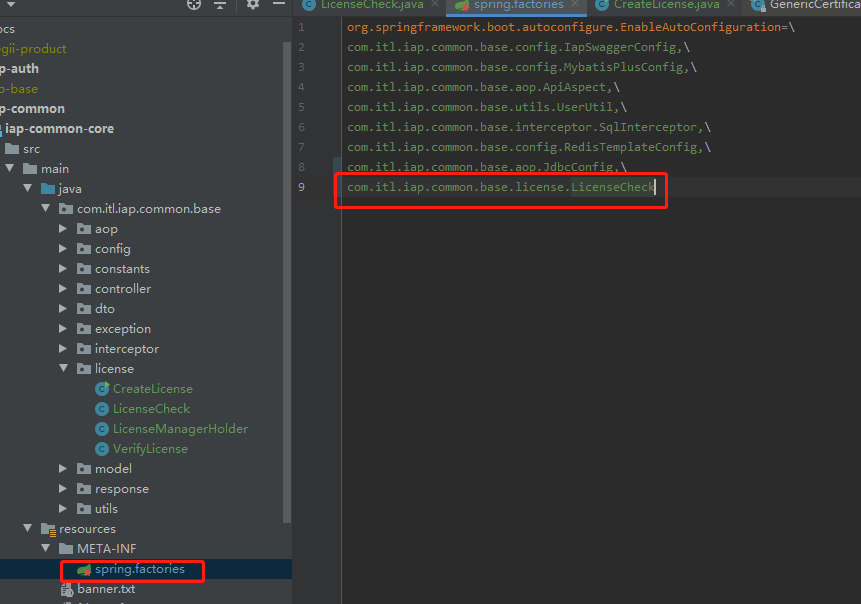 LicenseCheck.java
spring.factories
CreateLicense.java
ocs
egii-product
p-auth
p-base
p-common
iap-common-core
src
main
java
com.itl.iap.common.base
aop
config
constants
controller
dto
exception
interceptor
license
CreateLicense
LicenseCheck
LicenseManagerHolder
VerifyLicense
model
response
utils
resources
META-INF
spring.factories
banner.txt
1 org.springframework.boot.autoconfigure.EnableAutoConfiguration=\
2 com.itl.iap.common.base.config.IapSwaggerConfig,\
3 com.itl.iap.common.base.config.MybatisPlusConfig,\
4 com.itl.iap.common.base.aop.ApiAspect,\
5 com.itl.iap.common.base.utils.UserUtil,\
6 com.itl.iap.common.base.interceptor.SqlInterceptor,\
7 com.itl.iap.common.base.config.RedisTemplateConfig,\
8 com.itl.iap.common.base.aop.JdbcConfig,\
9 com.itl.iap.common.base.license.LicenseCheck